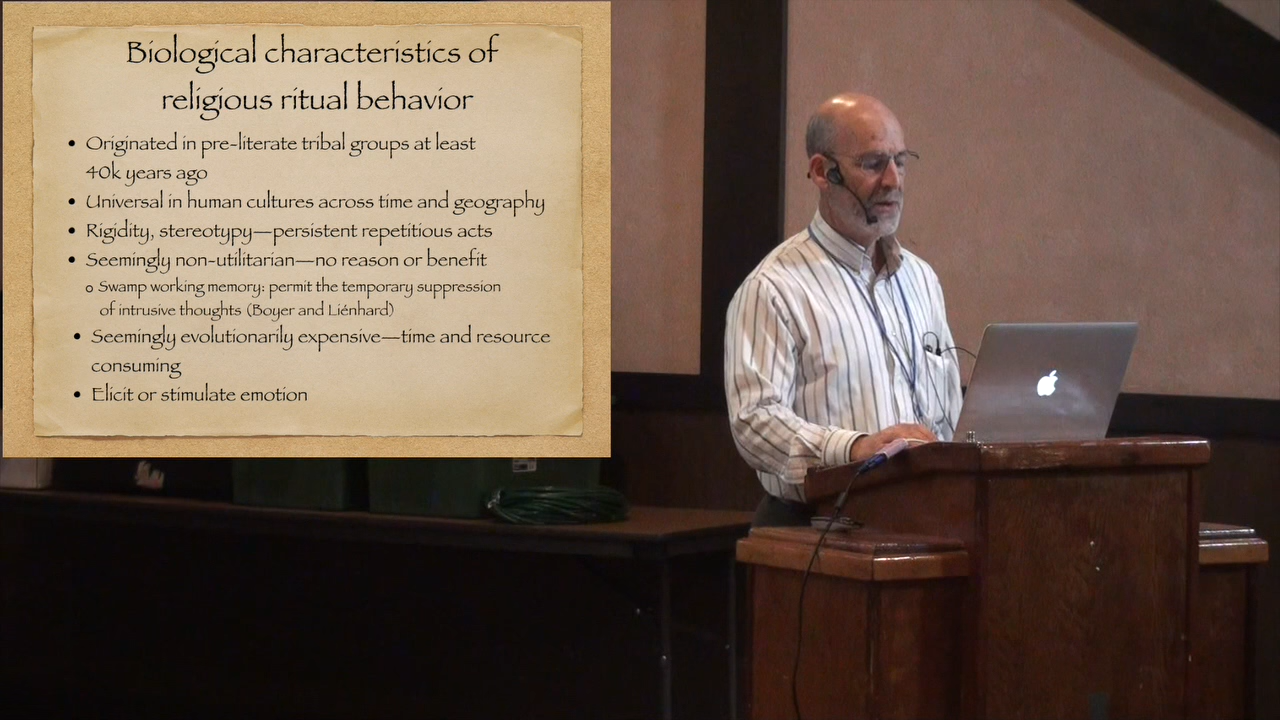 Biological characteristics of
religious ritual behavior
• Originated in pre-literate tribal groups at least
40k years ago
• Universal in human cultures across time and geography
• Rigidity, stereotypy—persistent repetitious acts
• Seemingly non-utilitarian—no reason or benefit
o Swamp working memory: permit the temporary suppression
of intrusive thoughts (Boyer and Liénhard)
• Seemingly evolutionarily expensive—time and resource
consuming
• Elicit or stimulate emotion